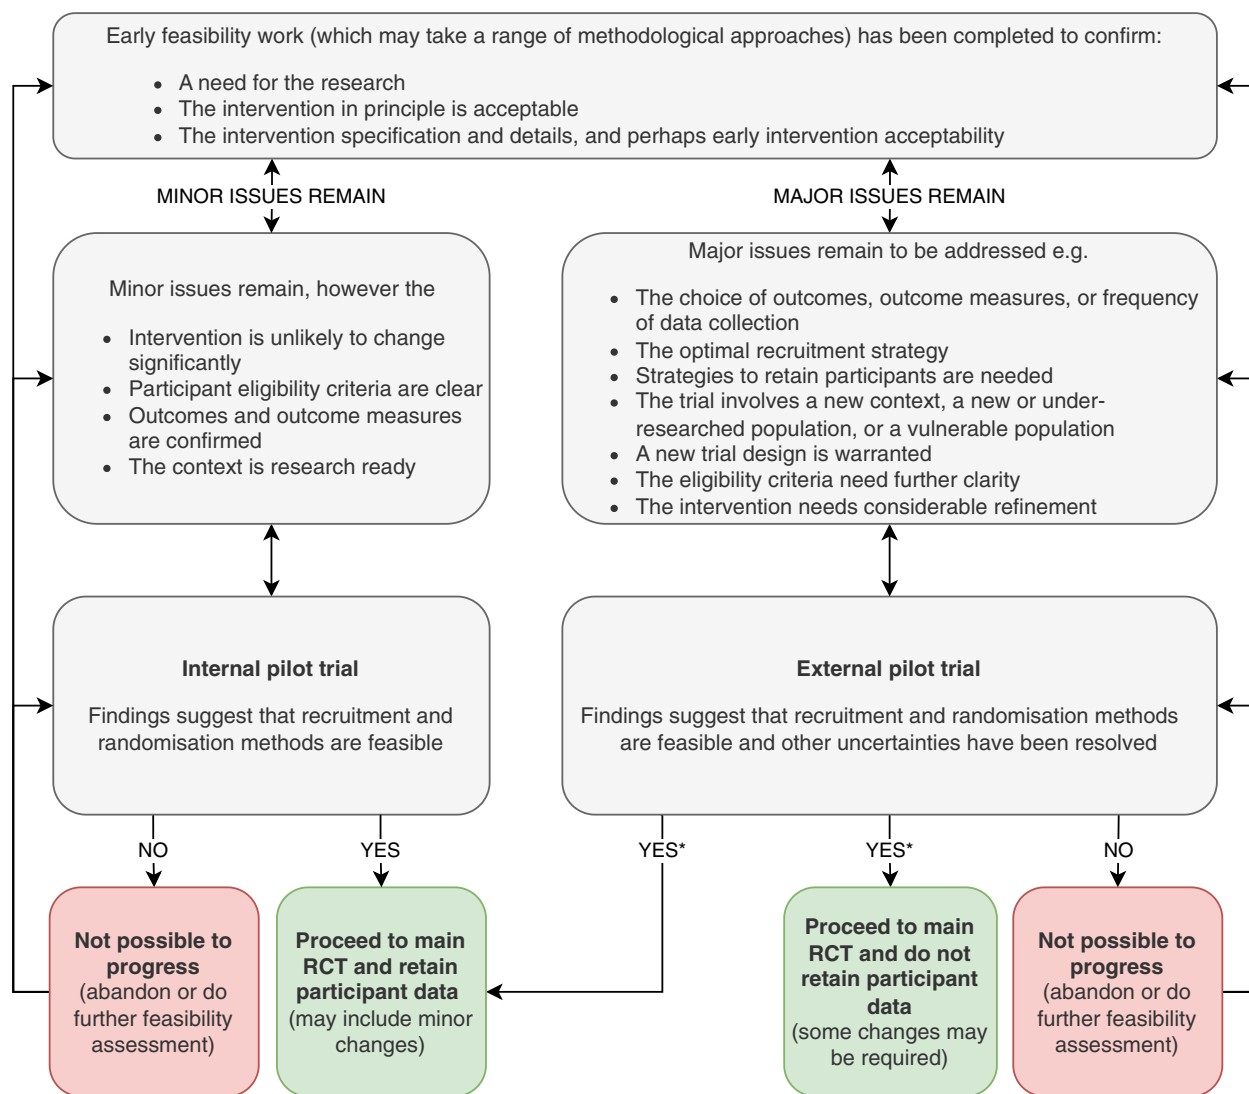 Early feasibility work (which may take a range of methodological approaches) has been completed to confirm:
• A need for the research
• The intervention in principle is acceptable
• The intervention specification and details, and perhaps early intervention acceptability
MINOR ISSUES REMAIN
MAJOR ISSUES REMAIN
Minor issues remain, however the
• Intervention is unlikely to change
significantly
• Participant eligibility criteria are clear
• Outcomes and outcome measures
are confirmed
• The context is research ready
Major issues remain to be addressed e.g.
• The choice of outcomes, outcome measures, or frequency
of data collection
• The optimal recruitment strategy
• Strategies to retain participants are needed
• The trial involves a new context, a new or under-
researched population, or a vulnerable population
• A new trial design is warranted
• The eligibility criteria need further clarity
• The intervention needs considerable refinement
Internal pilot trial
Findings suggest that recruitment and
randomisation methods are feasible
External pilot trial
Findings suggest that recruitment and randomisation methods
are feasible and other uncertainties have been resolved
NO
YES
YES*
YES*
NO
Not possible to
progress
(abandon or do
further feasibility
assessment)
Proceed to main
RCT and retain
participant data
(may include minor
changes)
Proceed to main
RCT and do not
retain participant
data
(some changes may
be required)
Not possible to
progress
(abandon or do
further feasibility
assessment)